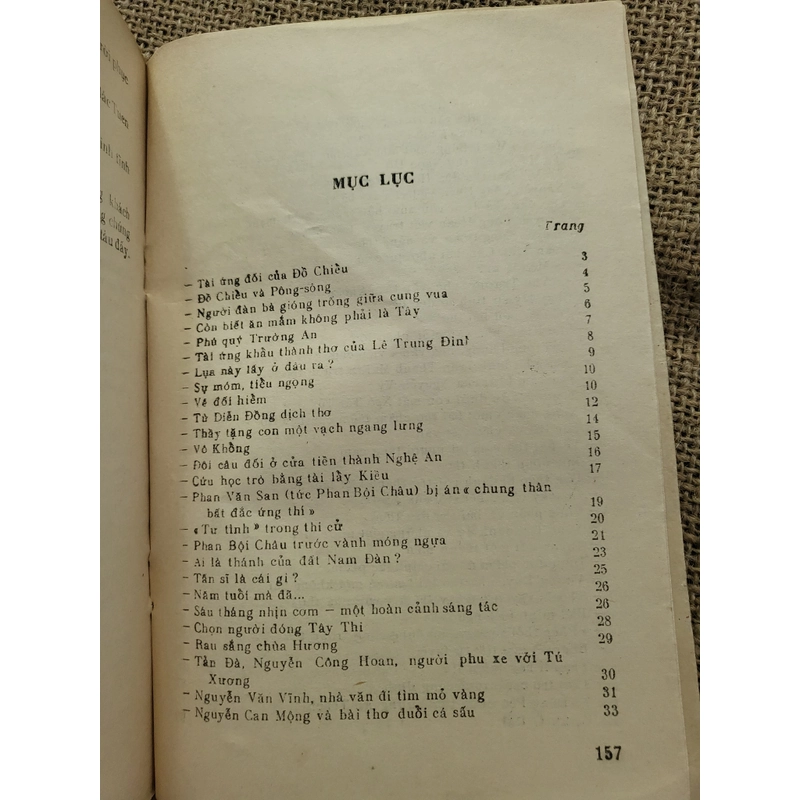 phục
tĩnh
khách
chúng
đây.
MỤC LỤC
Trang
— Tài ứng đối của Đồ Chiểu 3
— Đồ Chiểu và Pông-sông 4
— Người đàn bà gióng trống giữa cung vua 5
— Còn biết ăn mắm không phải là Tây 6
— Phú quý Trường An 7
— Tài ứng khẩu thành thơ của Lê Trung Đình 8
— Lụa này lấy ở đâu ra ? 9
— Sự móm, tiểu ngọng 10
— Vế đối hiểm 10
— Từ Diễn Đồng dịch thơ 12
— Thầy tặng con một vạch ngang lưng 14
— Vô Khổng 15
— Đôi câu đối ở cửa tiền thành Nghệ An 16
— Cứu học trò bằng tài lẩy Kiều 17
— Phan Văn San (tức Phan Bội Châu) bị án « chung thân
bất đắc ứng thí » 19
— « Tư tình » trong thi cử 20
— Phan Bội Châu trước vành móng ngựa 21
— Ai là thánh của đất Nam Đàn ? 23
— Tấn sĩ là cái gì ? 25
— Năm tuổi mà đã... 26
— Sáu tháng nhịn cơm — một hoàn cảnh sáng tác 26
— Chọn người đóng Tây Thi 28
— Rau sắng chùa Hương 29
— Tản Đà, Nguyễn Công Hoan, người phu xe với Tú
Xương 30
— Nguyễn Văn Vĩnh, nhà văn đi tìm mỏ vàng 31
— Nguyễn Can Mộng và bài thơ đuổi cá sấu 33
157